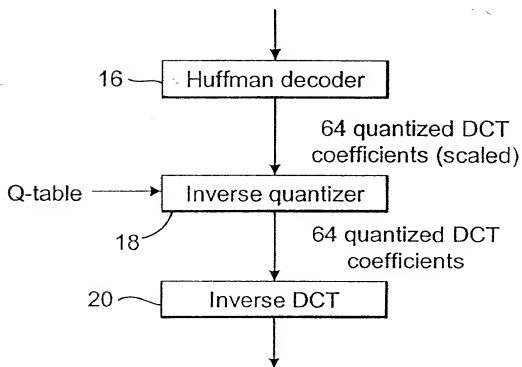 16
Huffman decoder
64 quantized DCT
coefficients (scaled)
Q-table
Inverse quantizer
18
64 quantized DCT
coefficients
20
Inverse DCT